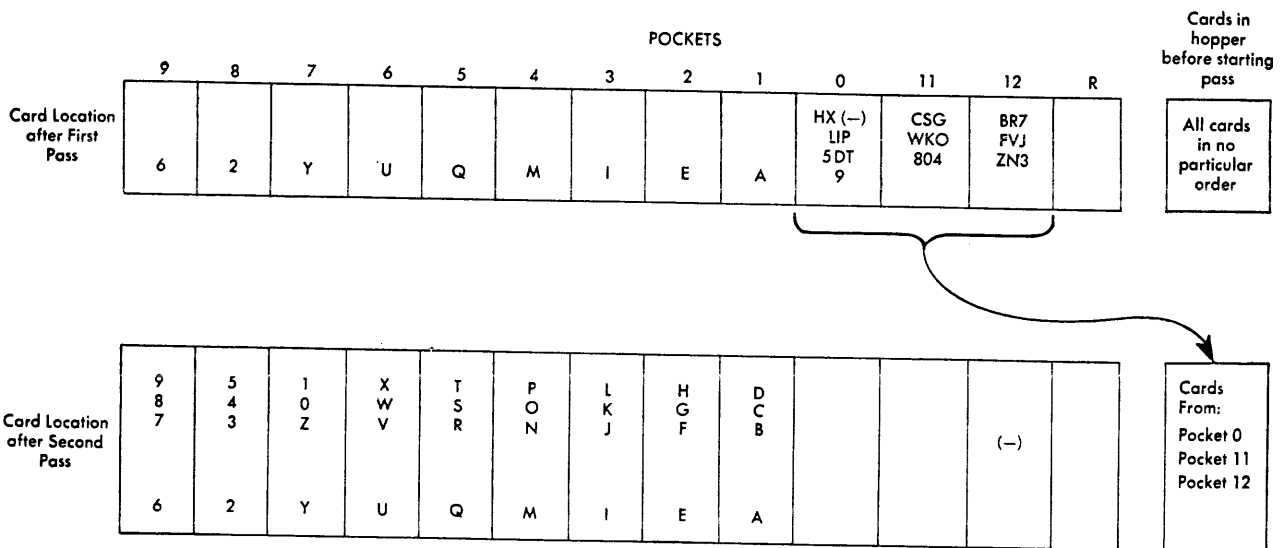 POCKETS
Cards in
hopper
before starting
pass
9 8 7 6 5 4 3 2 1 0 11 12 R
Card Location
after First
Pass
HX (–) CSG BR7
LIP WKO FVJ
5DT 804 ZN3
6 2 Y U Q M I E A 9
All cards
in no
particular
order
9 5 1 X T P L H D
8 4 0 W S O K G C
7 3 Z V R N J F B
Card Location
after Second
Pass
(–)
6 2 Y U Q M I E A
Cards
From:
Pocket 0
Pocket 11
Pocket 12